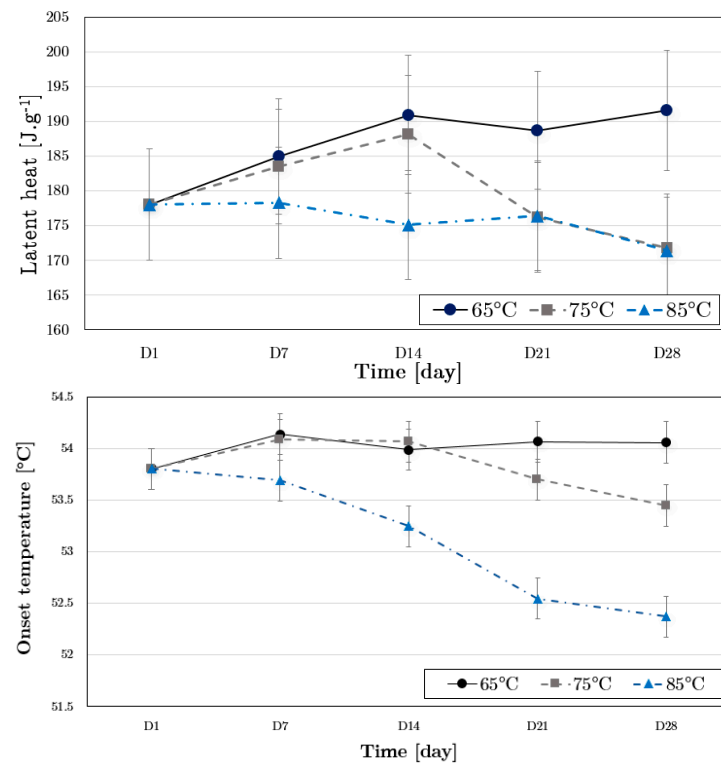 Latent heat [J.g⁻¹]
205
200
195
190
185
180
175
170
165
160
65°C 75°C 85°C
D1 D7 D14 D21 D28
Time [day]
Onset temperature [°C]
54.5
54
53.5
53
52.5
52
51.5
65°C 75°C 85°C
D1 D7 D14 D21 D28
Time [day]